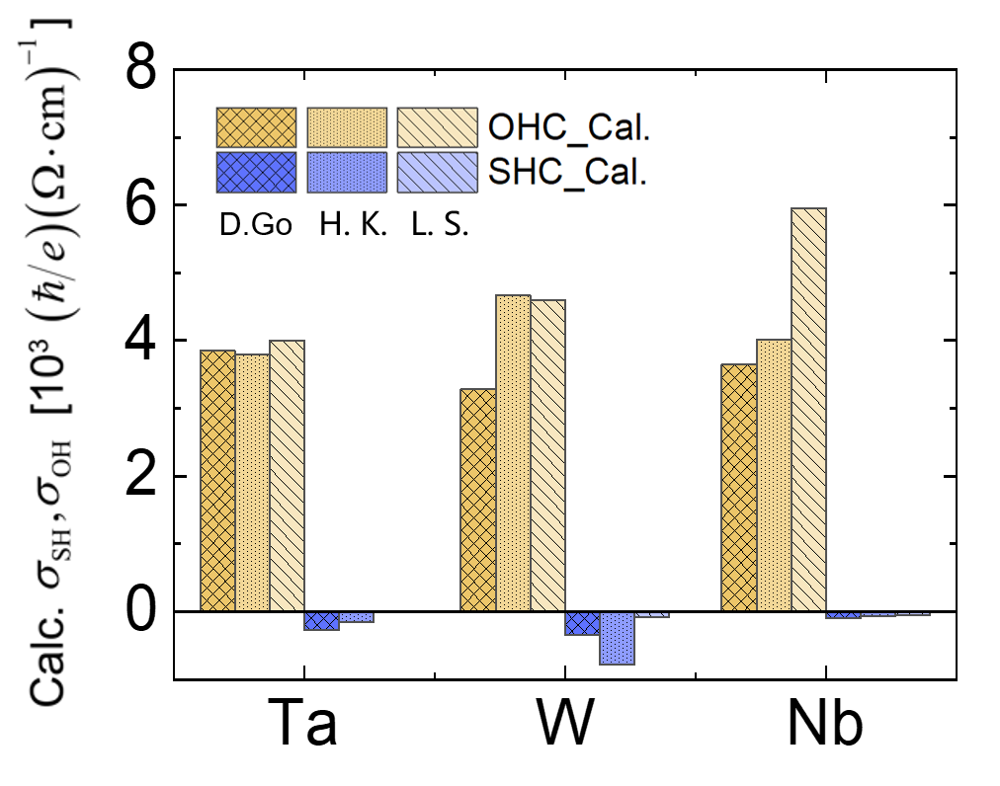 Calc. σSH,σOH [10³ (ħ/e)(Ω·cm)⁻¹]
8
6
4
2
0
OHC_Cal.
SHC_Cal.
D.Go H. K. L. S.
Ta W Nb